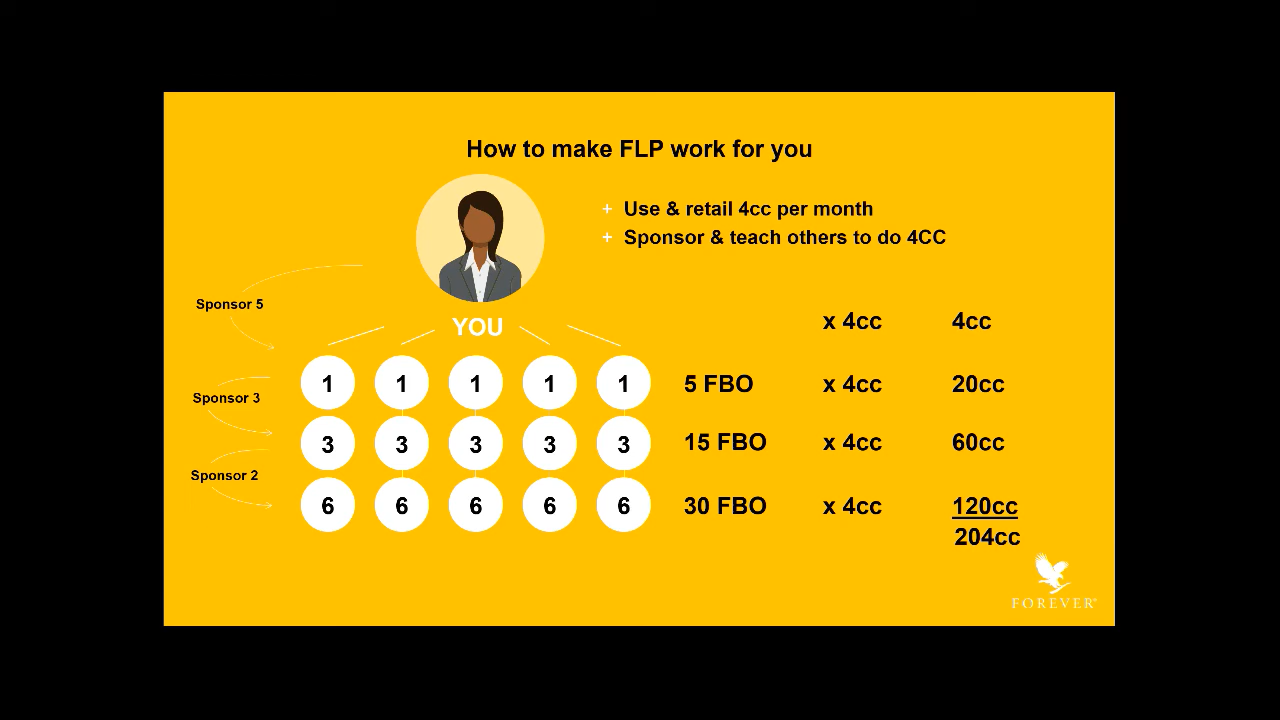 How to make FLP work for you
+ Use & retail 4cc per month
+ Sponsor & teach others to do 4CC
Sponsor 5
YOU
x 4cc 4cc
1 1 1 1 1 5 FBO x 4cc 20cc
Sponsor 3
3 3 3 3 3 15 FBO x 4cc 60cc
Sponsor 2
6 6 6 6 6 30 FBO x 4cc 120cc
204cc
FOREVER®